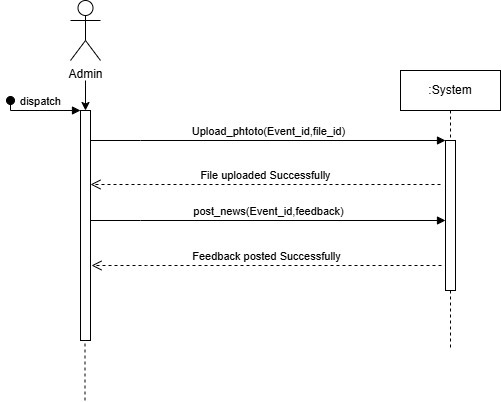 Admin
:System
dispatch
Upload_phtoto(Event_id,file_id)
File uploaded Successfully
post_news(Event_id,feedback)
Feedback posted Successfully